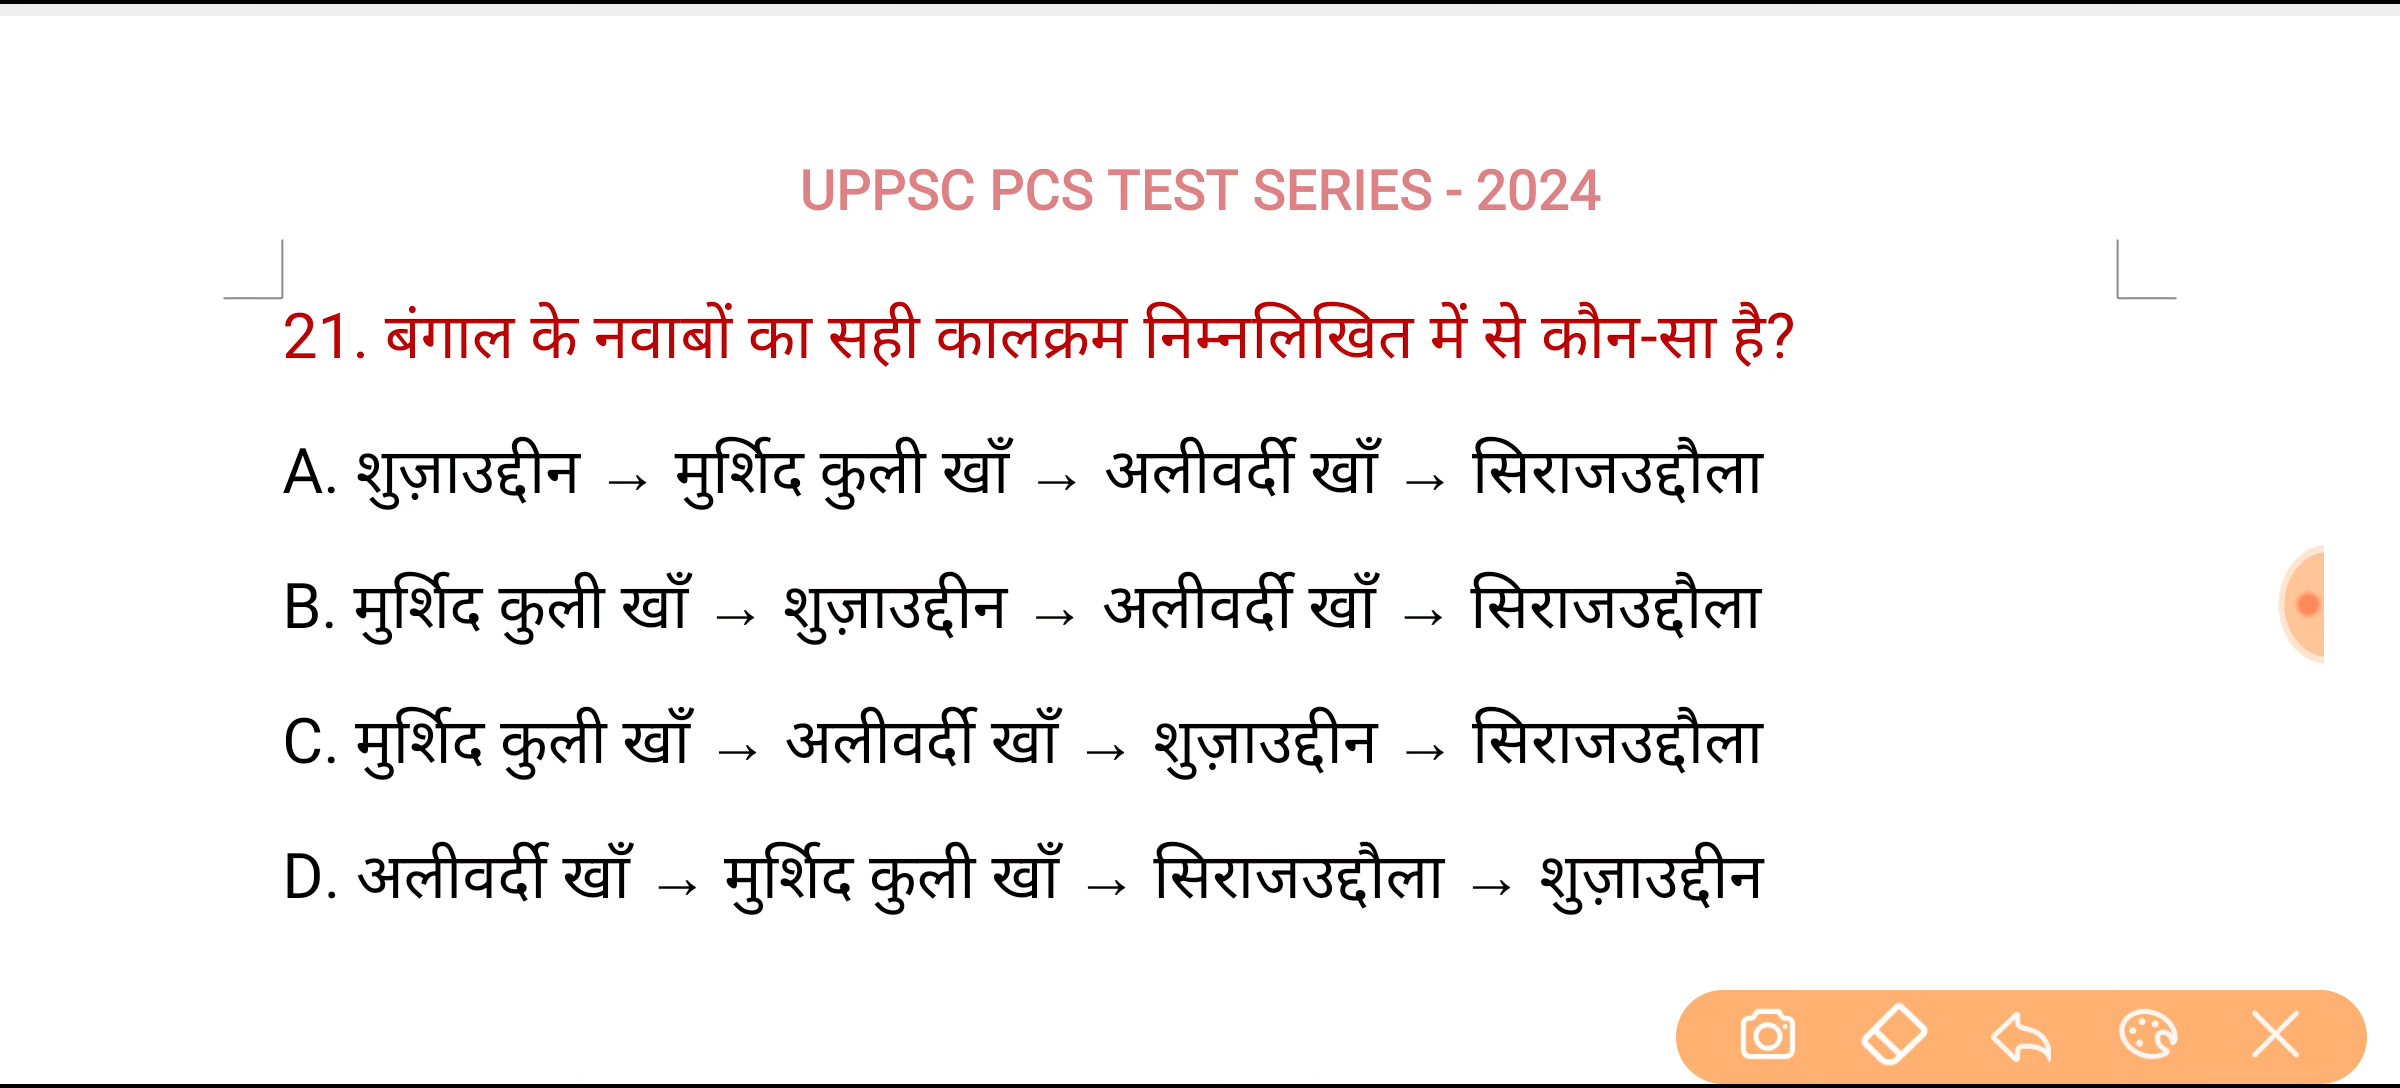 UPPSC PCS TEST SERIES - 2024
21. बंगाल के नवाबों का सही कालक्रम निम्नलिखित में से कौन-सा है?
A. शुज़ाउद्दीन → मुर्शिद कुली खाँ → अलीवर्दी खाँ → सिराजउद्दौला
B. मुर्शिद कुली खाँ → शुज़ाउद्दीन → अलीवर्दी खाँ → सिराजउद्दौला
C. मुर्शिद कुली खाँ → अलीवर्दी खाँ → शुज़ाउद्दीन → सिराजउद्दौला
D. अलीवर्दी खाँ → मुर्शिद कुली खाँ → सिराजउद्दौला → शुज़ाउद्दीन